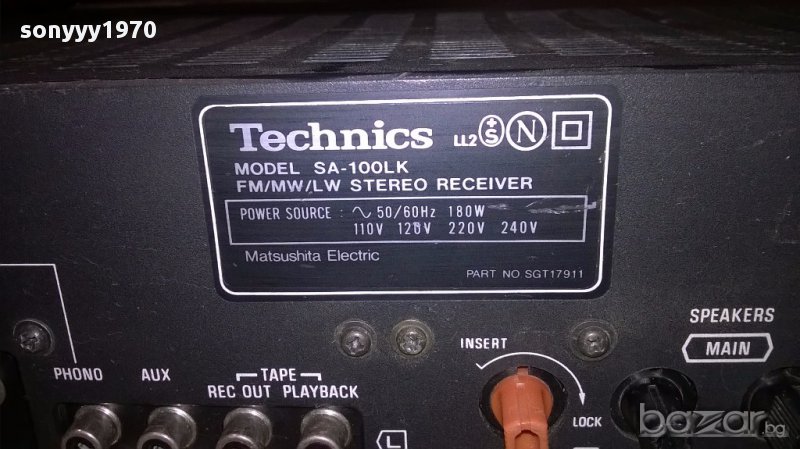 sonyyy1970
Technics LL2 S N
MODEL SA-100LK
FM/MW/LW STEREO RECEIVER
POWER SOURCE : 50/60Hz 180W
110V 120V 220V 240V
Matsushita Electric
PART NO SGT17911
SPEAKERS
MAIN
INSERT
LOCK
PHONO AUX TAPE
REC OUT PLAYBACK
L
bazar.bg